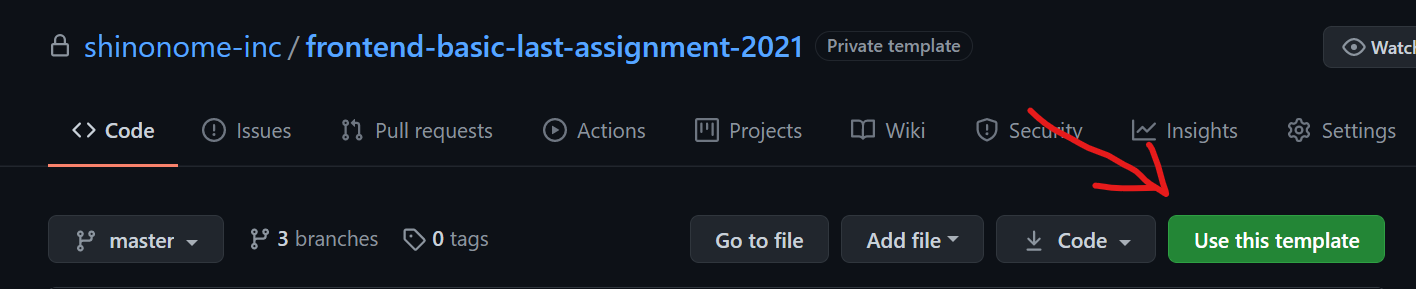 shinonome-inc / frontend-basic-last-assignment-2021 Private template Watch
Code Issues Pull requests Actions Projects Wiki Security Insights Settings
master 3 branches 0 tags Go to file Add file Code Use this template